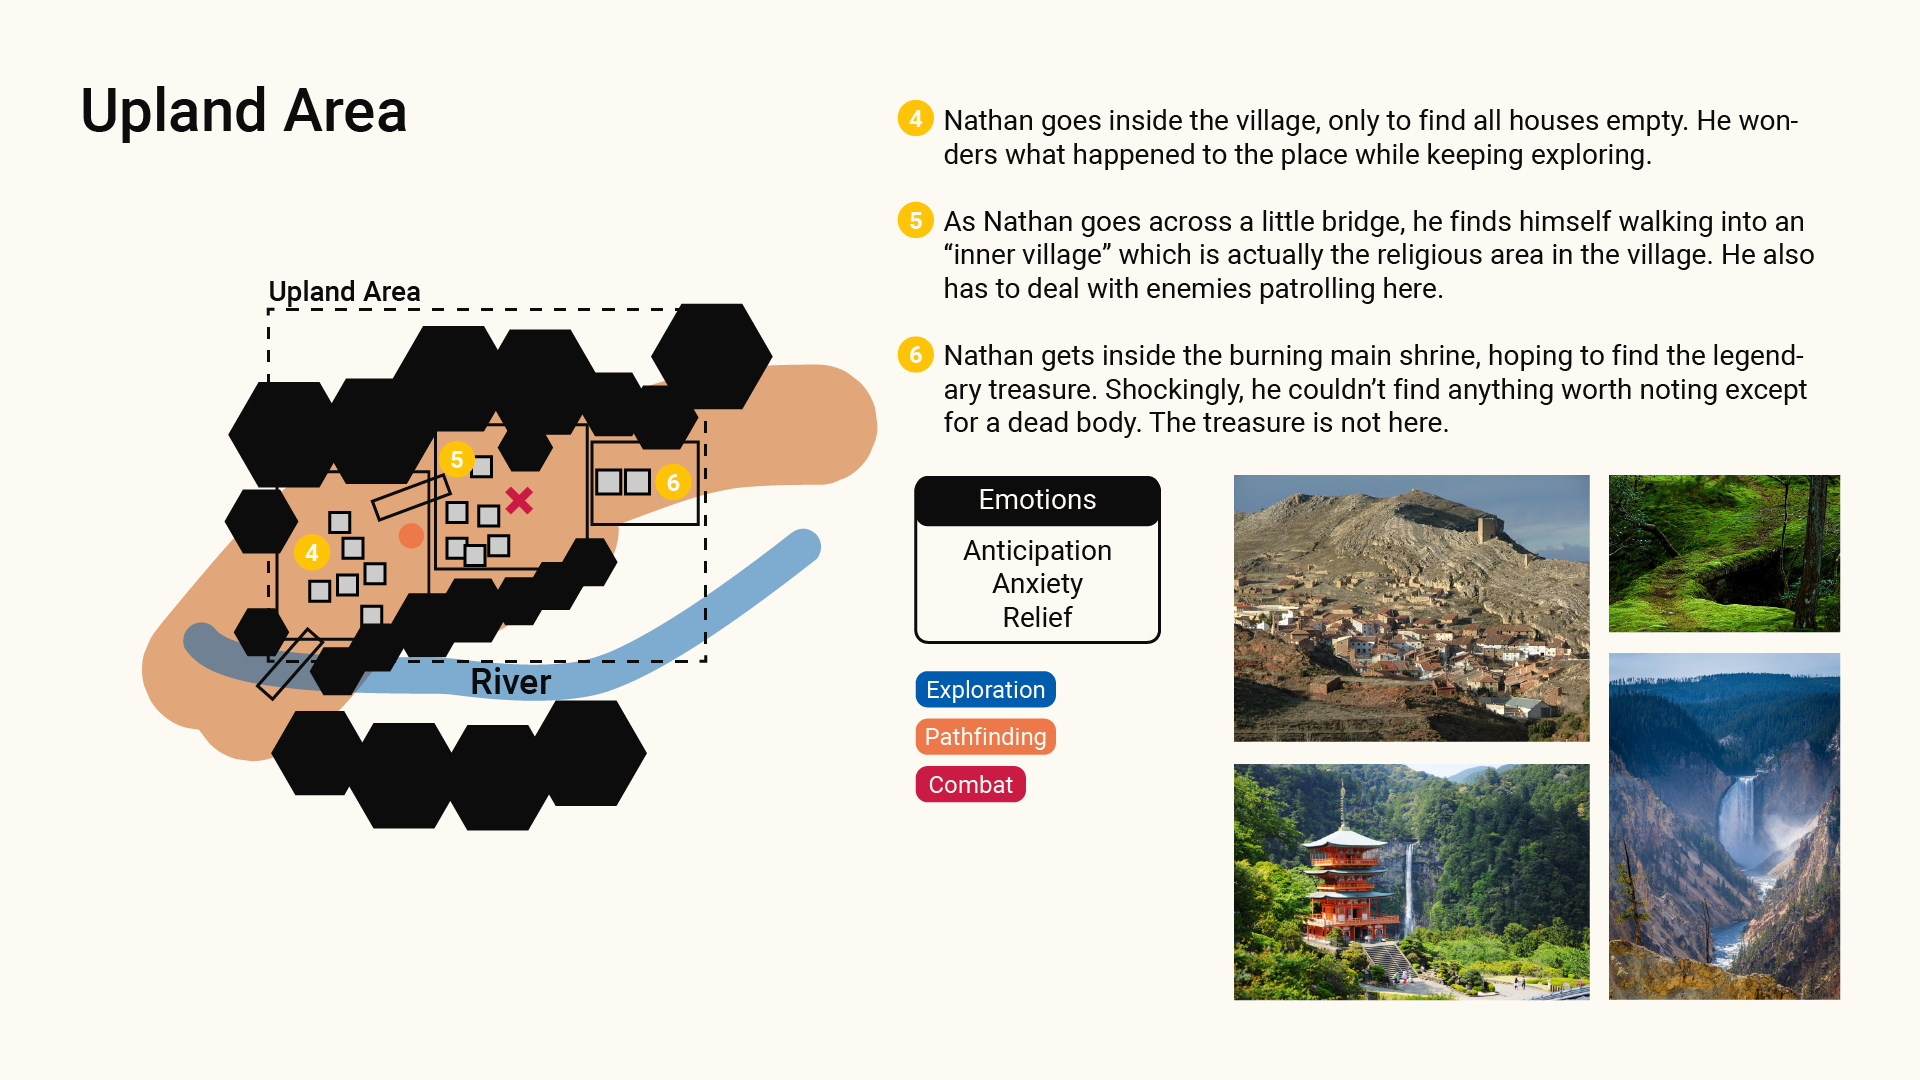 Upland Area
4
Nathan goes inside the village, only to find all houses empty. He won-
ders what happened to the place while keeping exploring.
5
As Nathan goes across a little bridge, he finds himself walking into an
“inner village” which is actually the religious area in the village. He also
has to deal with enemies patrolling here.
6
Nathan gets inside the burning main shrine, hoping to find the legend-
ary treasure. Shockingly, he couldn’t find anything worth noting except
for a dead body. The treasure is not here.
Upland Area
5
6
4
River
Emotions
Anticipation
Anxiety
Relief
Exploration
Pathfinding
Combat